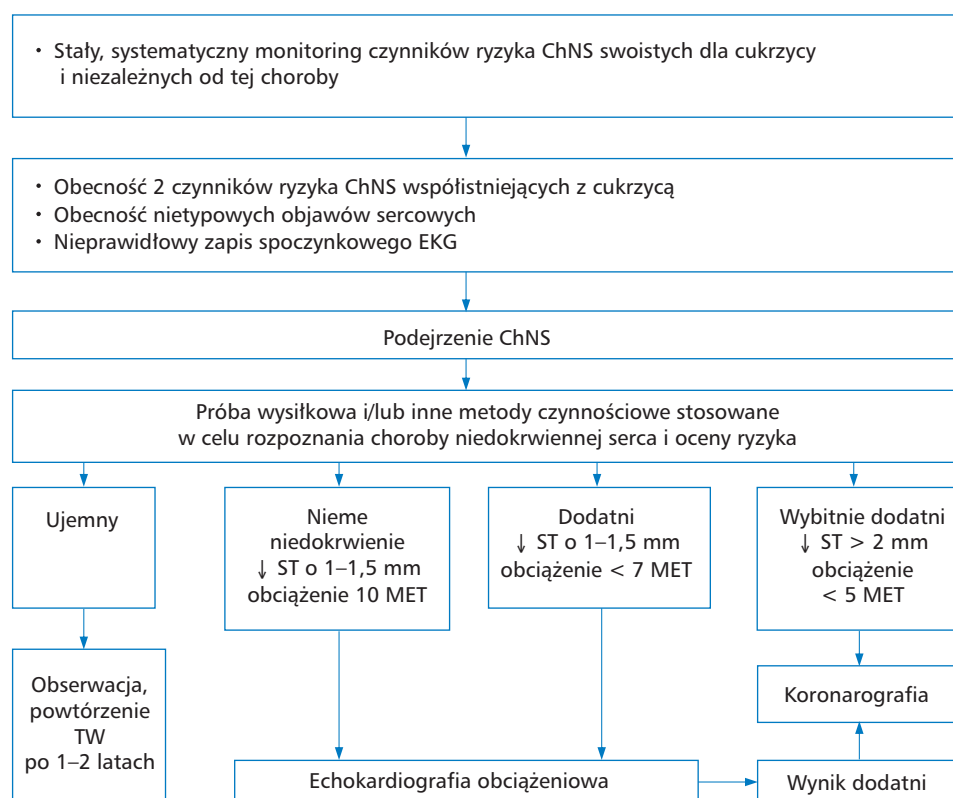 • Stały, systematyczny monitoring czynników ryzyka ChNS swoistych dla cukrzycy
i niezależnych od tej choroby
• Obecność 2 czynników ryzyka ChNS współistniejących z cukrzycą
• Obecność nietypowych objawów sercowych
• Nieprawidłowy zapis spoczynkowego EKG
Podejrzenie ChNS
Próba wysiłkowa i/lub inne metody czynnościowe stosowane
w celu rozpoznania choroby niedokrwiennej serca i oceny ryzyka
Ujemny
Nieme
niedokrwienie
↓ ST o 1–1,5 mm
obciążenie 10 MET
Dodatni
↓ ST o 1–1,5 mm
obciążenie < 7 MET
Wybitnie dodatni
↓ ST > 2 mm
obciążenie
< 5 MET
Obserwacja,
powtórzenie
TW
po 1–2 latach
Koronarografia
Echokardiografia obciążeniowa
Wynik dodatni